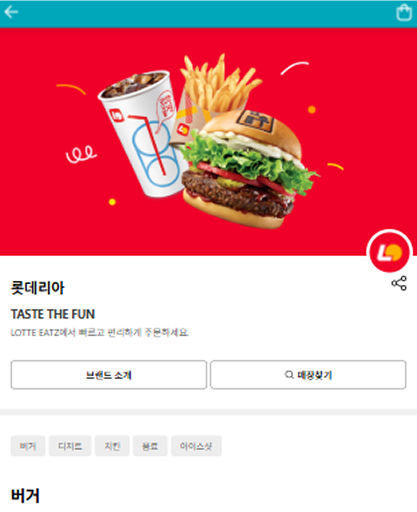 롯데리아
TASTE THE FUN
LOTTE EATZ에서 빠르고 편리하게 주문하세요.
브랜드 소개
매장찾기
버거
디저트
치킨
음료
아이스샷
버거